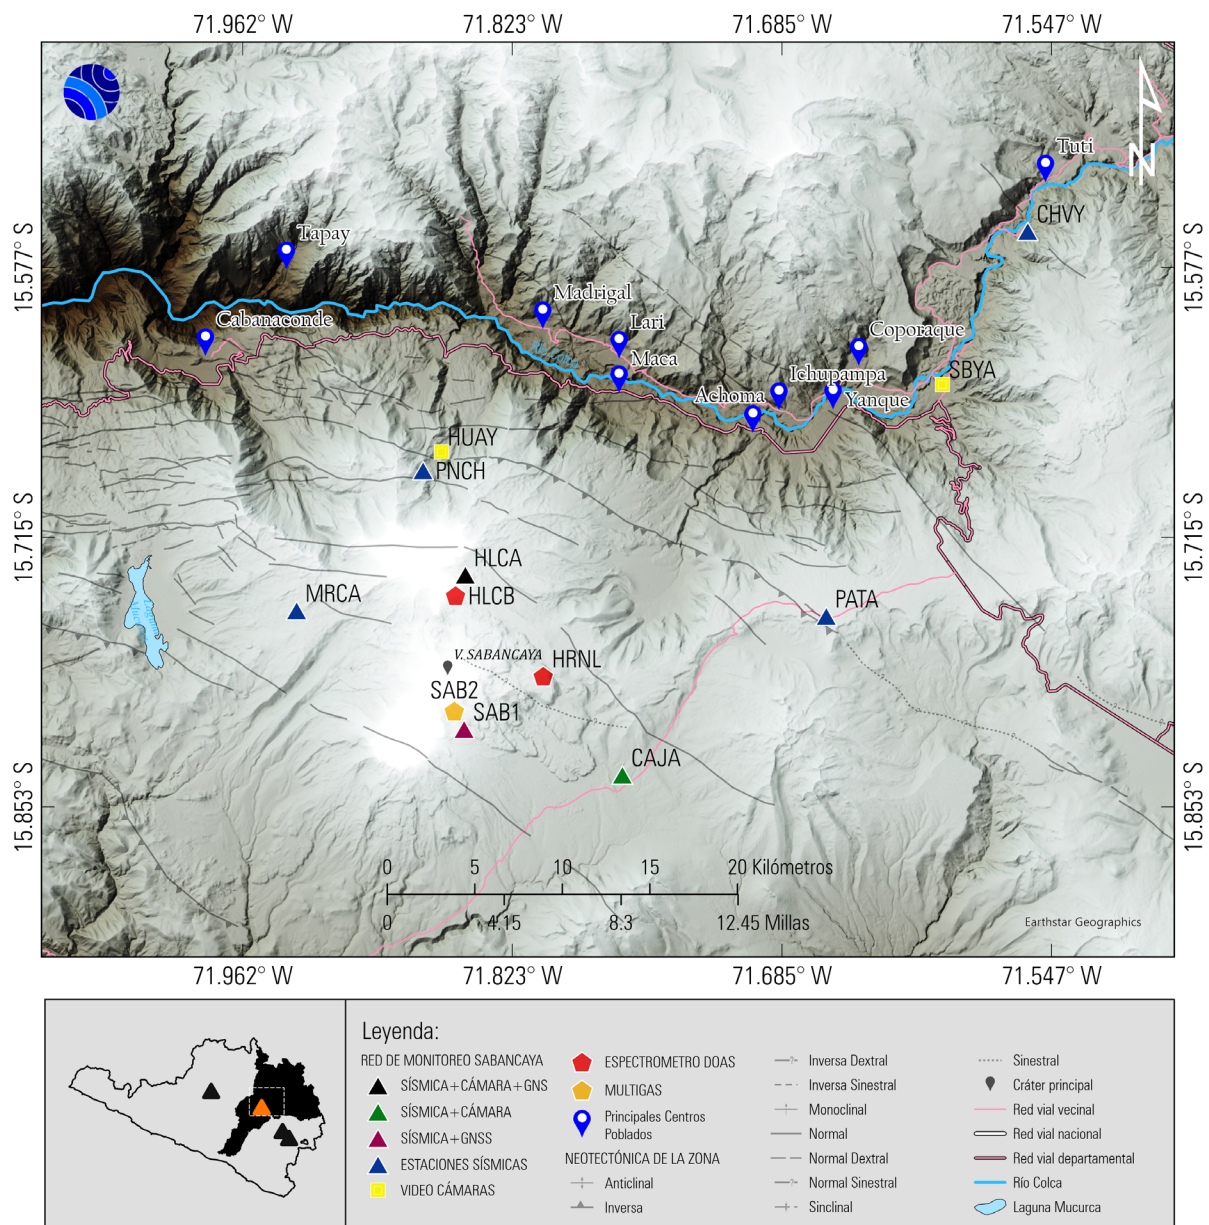 71.962° W
71.823° W
71.685° W
71.547° W
N
Tuti
CHVY
Tapay
15.577° S
15.577° S
Madrigal
Cabanaconde
Lari
Coporaque
Río Colca
Maca
SBYA
Ichupampa
Achoma
Yanque
HUAY
PNCH
15.715° S
15.715° S
HLCA
MRCA
HLCB
PATA
V. SABANCAYA
HRNL
SAB2
SAB1
CAJA
15.853° S
15.853° S
0 5 10 15 20 Kilómetros
0 4.15 8.3 12.45 Millas
Earthstar Geographics
71.962° W
71.823° W
71.685° W
71.547° W
Leyenda:
RED DE MONITOREO SABANCAYA
SÍSMICA+CÁMARA+GNS
SÍSMICA+CÁMARA
SÍSMICA+GNSS
ESTACIONES SÍSMICAS
VIDEO CÁMARAS
ESPECTROMETRO DOAS
MULTIGAS
Principales Centros
Poblados
NEOTECTÓNICA DE LA ZONA
Anticlinal
Inversa
Inversa Dextral
Inversa Sinestral
Monoclinal
Normal
Normal Dextral
Normal Sinestral
Sinclinal
Sinestral
Cráter principal
Red vial vecinal
Red vial nacional
Red vial departamental
Río Colca
Laguna Mucurca